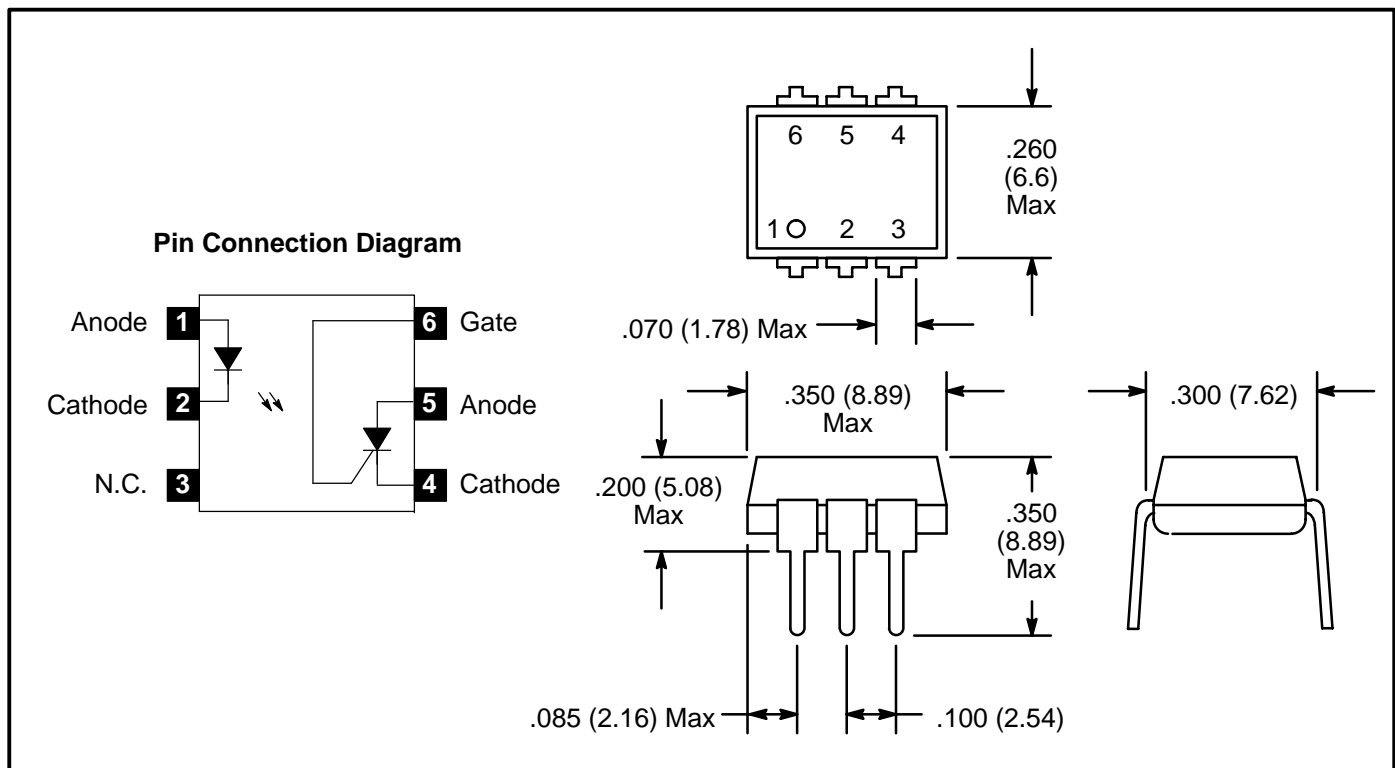 Pin Connection Diagram
Anode 1
6 Gate
Cathode 2
5 Anode
N.C. 3
4 Cathode
6 5 4
1 2 3
.260
(6.6)
Max
.070 (1.78) Max
.350 (8.89)
Max
.300 (7.62)
.200 (5.08)
Max
.350
(8.89)
Max
.085 (2.16) Max
.100 (2.54)